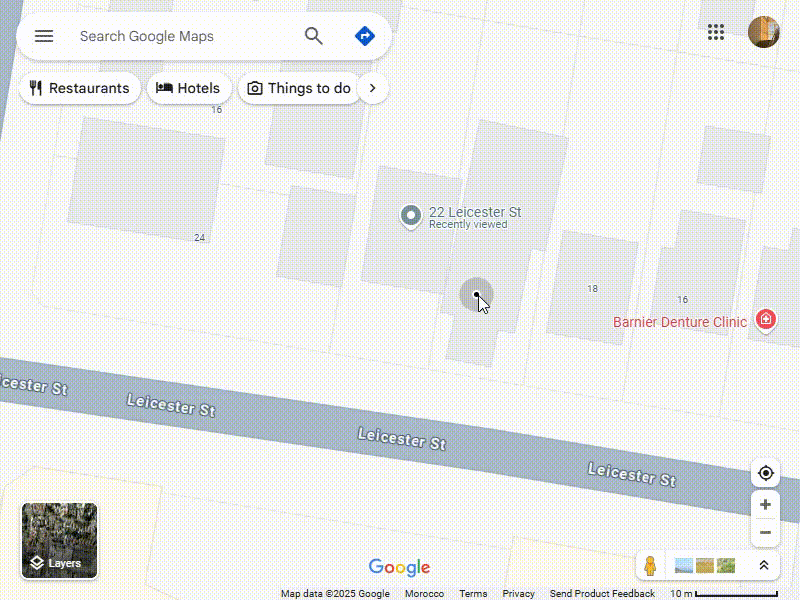 Search Google Maps
Restaurants
Hotels
Things to do
16
22 Leicester St
Recently viewed
24
18
16
Barnier Denture Clinic
icester St
Leicester St
Leicester St
Leicester St
Layers
Google
Map data ©2025 Google
Morocco
Terms
Privacy
Send Product Feedback
10 m